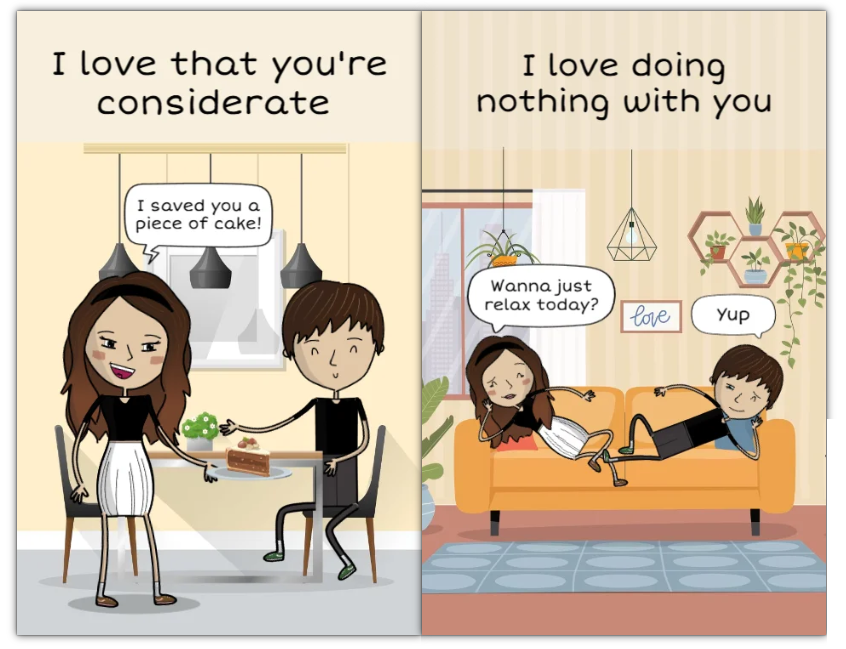 I love that you're
considerate
I saved you a
piece of cake!
I love doing
nothing with you
Wanna just
relax today?
love
Yup